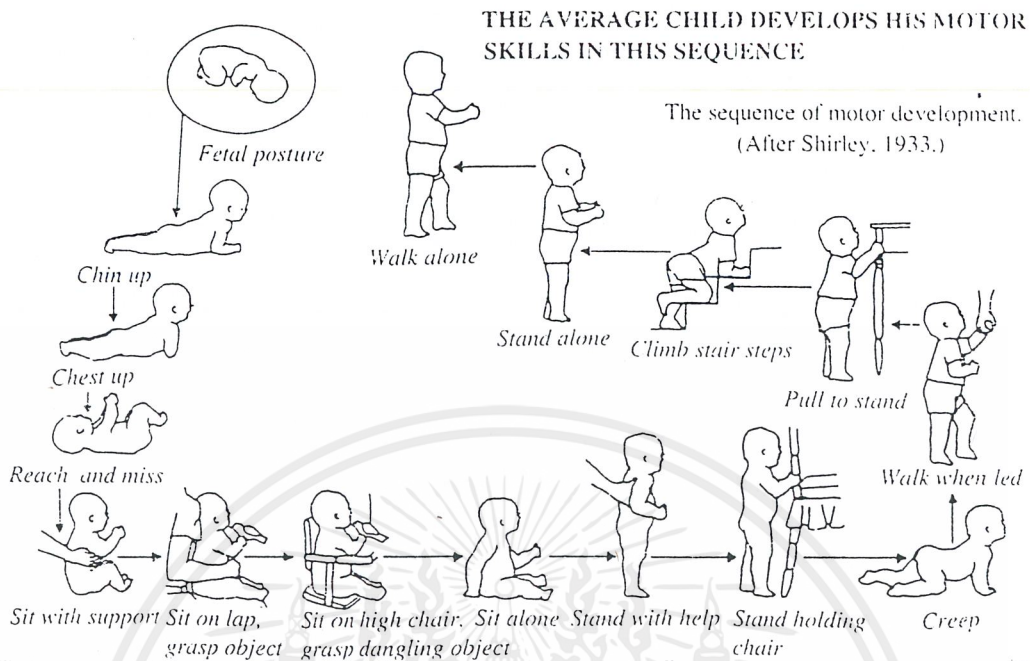 THE AVERAGE CHILD DEVELOPS HIS MOTOR
SKILLS IN THIS SEQUENCE
The sequence of motor development.
(After Shirley. 1933.)
Fetal posture
Chin up
Chest up
Reach and miss
Sit with support
Sit on lap,
grasp object
Sit on high chair,
grasp dangling object
Sit alone
Stand with help
Stand holding
chair
Creep
Walk when led
Pull to stand
Climb stair steps
Stand alone
Walk alone